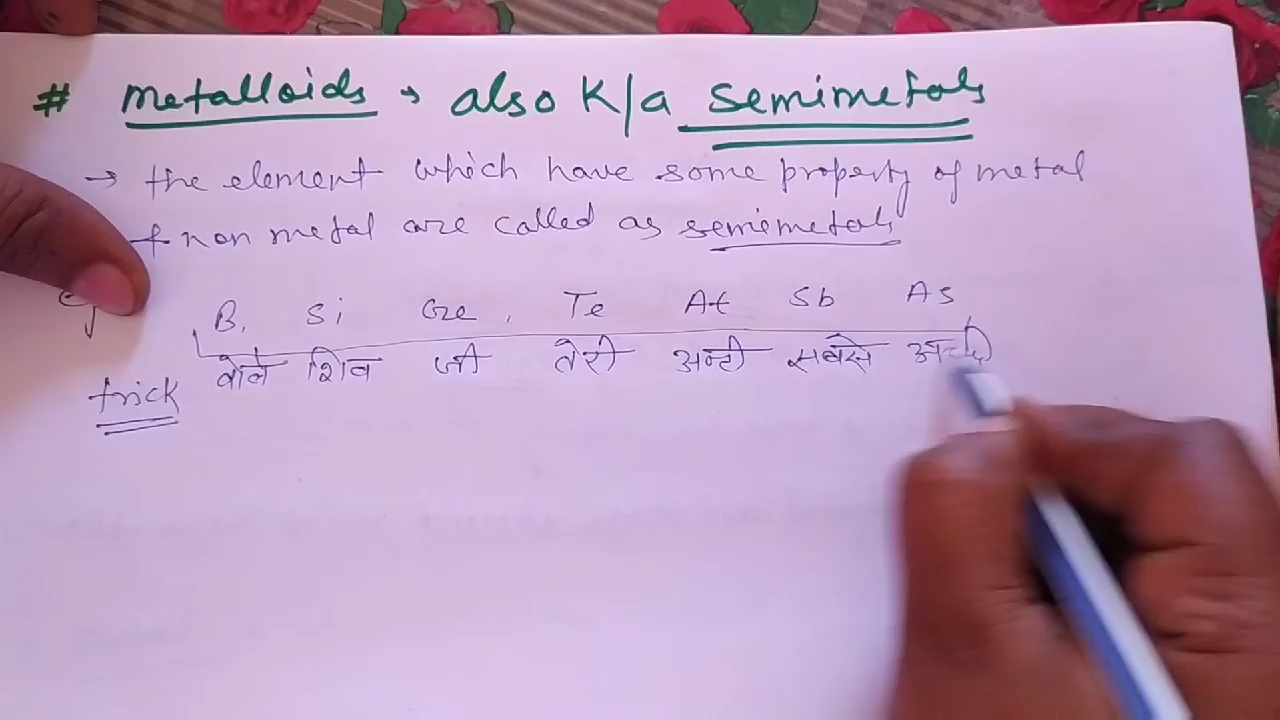 # metalloids → also K/a semimetals
→ the element which have some property of metal
+ non metal are called as semimetals
eg B, Si Ge, Te At Sb As
trick बोले शिव जी तेरी अन्टी सबसे